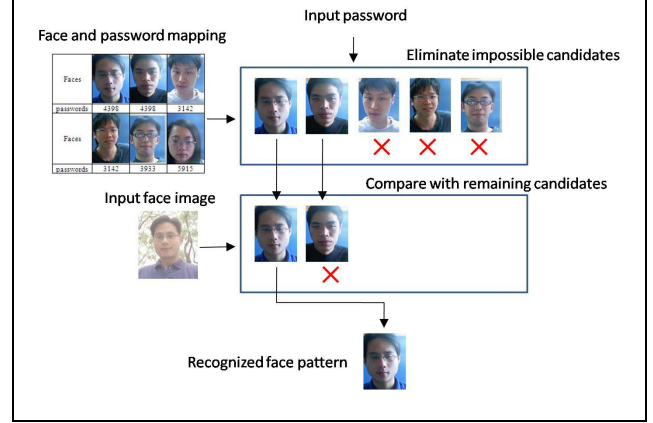 Input password
Face and password mapping
Eliminate impossible candidates
Faces
passwords 4398 4398 3142
Faces
passwords 3142 3933 5915
Compare with remaining candidates
Input face image
Recognized face pattern